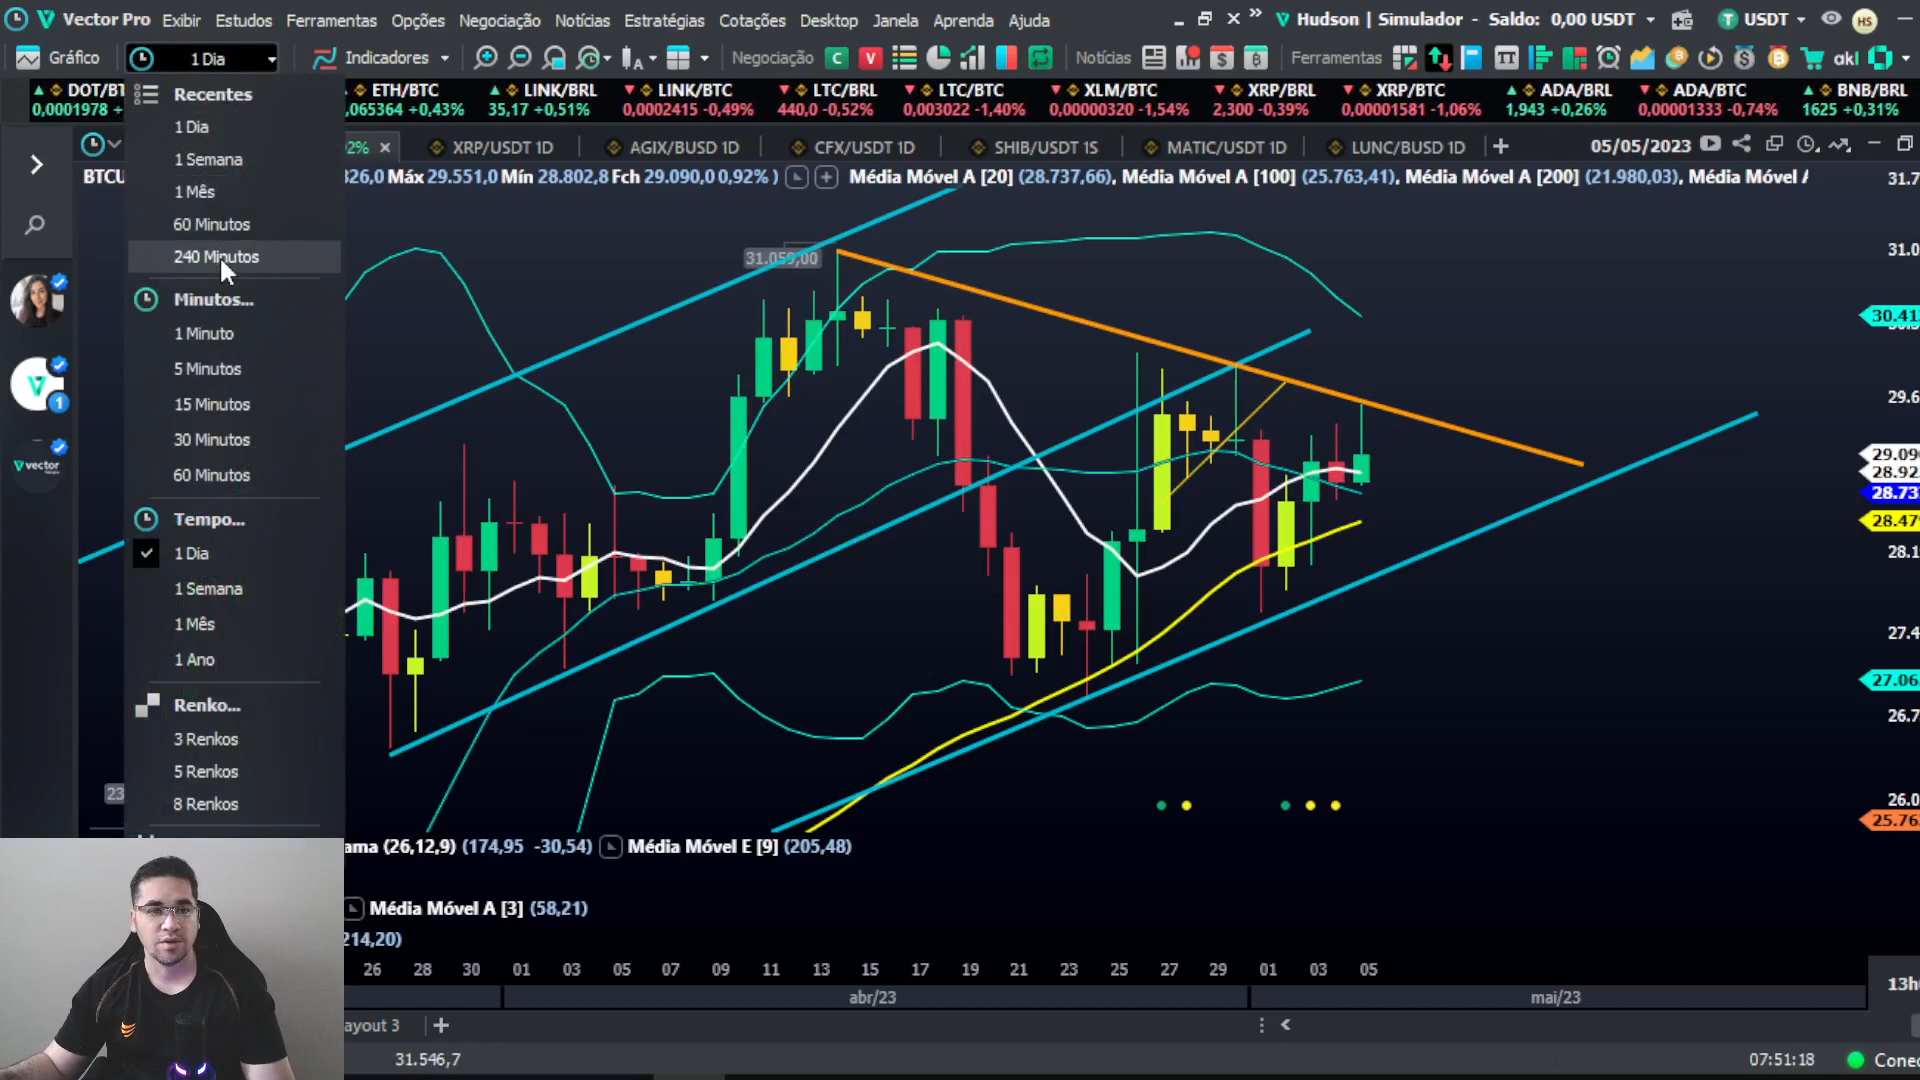 Vector Pro Exibir Estudos Ferramentas Opções Negociação Notícias Estratégias Cotações Desktop Janela Aprenda Ajuda
Hudson | Simulador - Saldo: 0,00 USDT USDT HS
Gráfico 1 Dia Indicadores Negociação C V Notícias Ferramentas
DOT/BT ETH/BTC LINK/BRL LINK/BTC LTC/BRL LTC/BTC XLM/BTC XRP/BRL XRP/BTC ADA/BRL ADA/BTC BNB/BRL
0,0001978 + ,065364 +0,43% 35,17 +0,51% 0,0002415 -0,49% 440,0 -0,52% 0,003022 -1,40% 0,00000320 -1,54% 2,300 -0,39% 0,00001581 -1,06% 1,943 +0,26% 0,00001333 -0,74% 1625 +0,31%
2% XRP/USDT 1D AGIX/BUSD 1D CFX/USDT 1D SHIB/USDT 1S MATIC/USDT 1D LUNC/BUSD 1D 05/05/2023
BTCU 326,0 Máx 29.551,0 Mín 28.802,8 Fch 29.090,0 0,92% ) Média Móvel A [20] (28.737,66), Média Móvel A [100] (25.763,41), Média Móvel A [200] (21.980,03), Média Móvel A
Recentes
1 Dia
1 Semana
1 Mês
60 Minutos
240 Minutos
Minutos...
1 Minuto
5 Minutos
15 Minutos
30 Minutos
60 Minutos
Tempo...
1 Dia
1 Semana
1 Mês
1 Ano
Renko...
3 Renkos
5 Renkos
8 Renkos
1
vector
23
31.059,00
31.7
31.0
30.41
29.6
29.09
28.92
28.73
28.47
28.1
27.4
27.06
26.7
26.0
25.76
ama (26,12,9) (174,95 -30,54) Média Móvel E [9] (205,48)
Média Móvel A [3] (58,21)
214,20)
26 28 30 01 03 05 07 09 11 13 15 17 19 21 23 25 27 29 01 03 05
abr/23 mai/23
13h
ayout 3
31.546,7 07:51:18 Conec